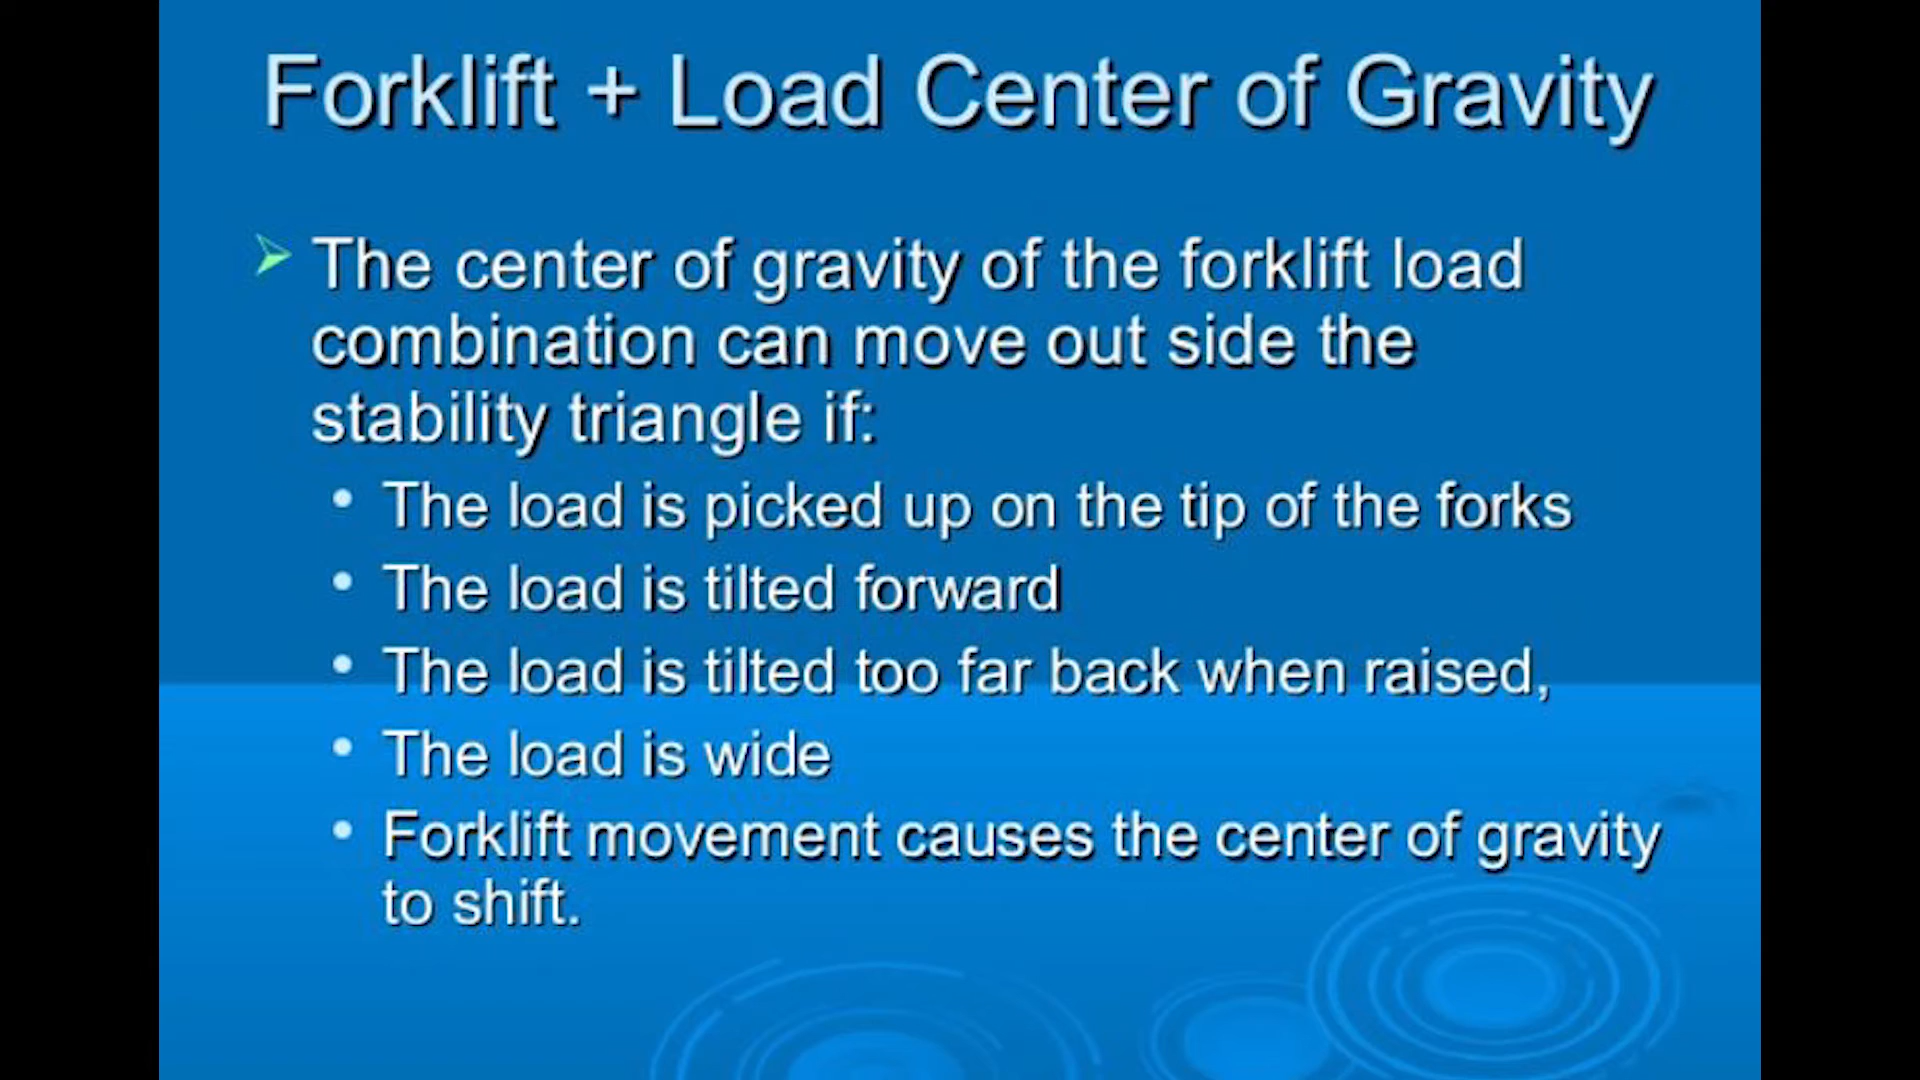 Forklift + Load Center of Gravity
The center of gravity of the forklift load
combination can move out side the
stability triangle if:
The load is picked up on the tip of the forks
The load is tilted forward
The load is tilted too far back when raised,
The load is wide
Forklift movement causes the center of gravity
to shift.